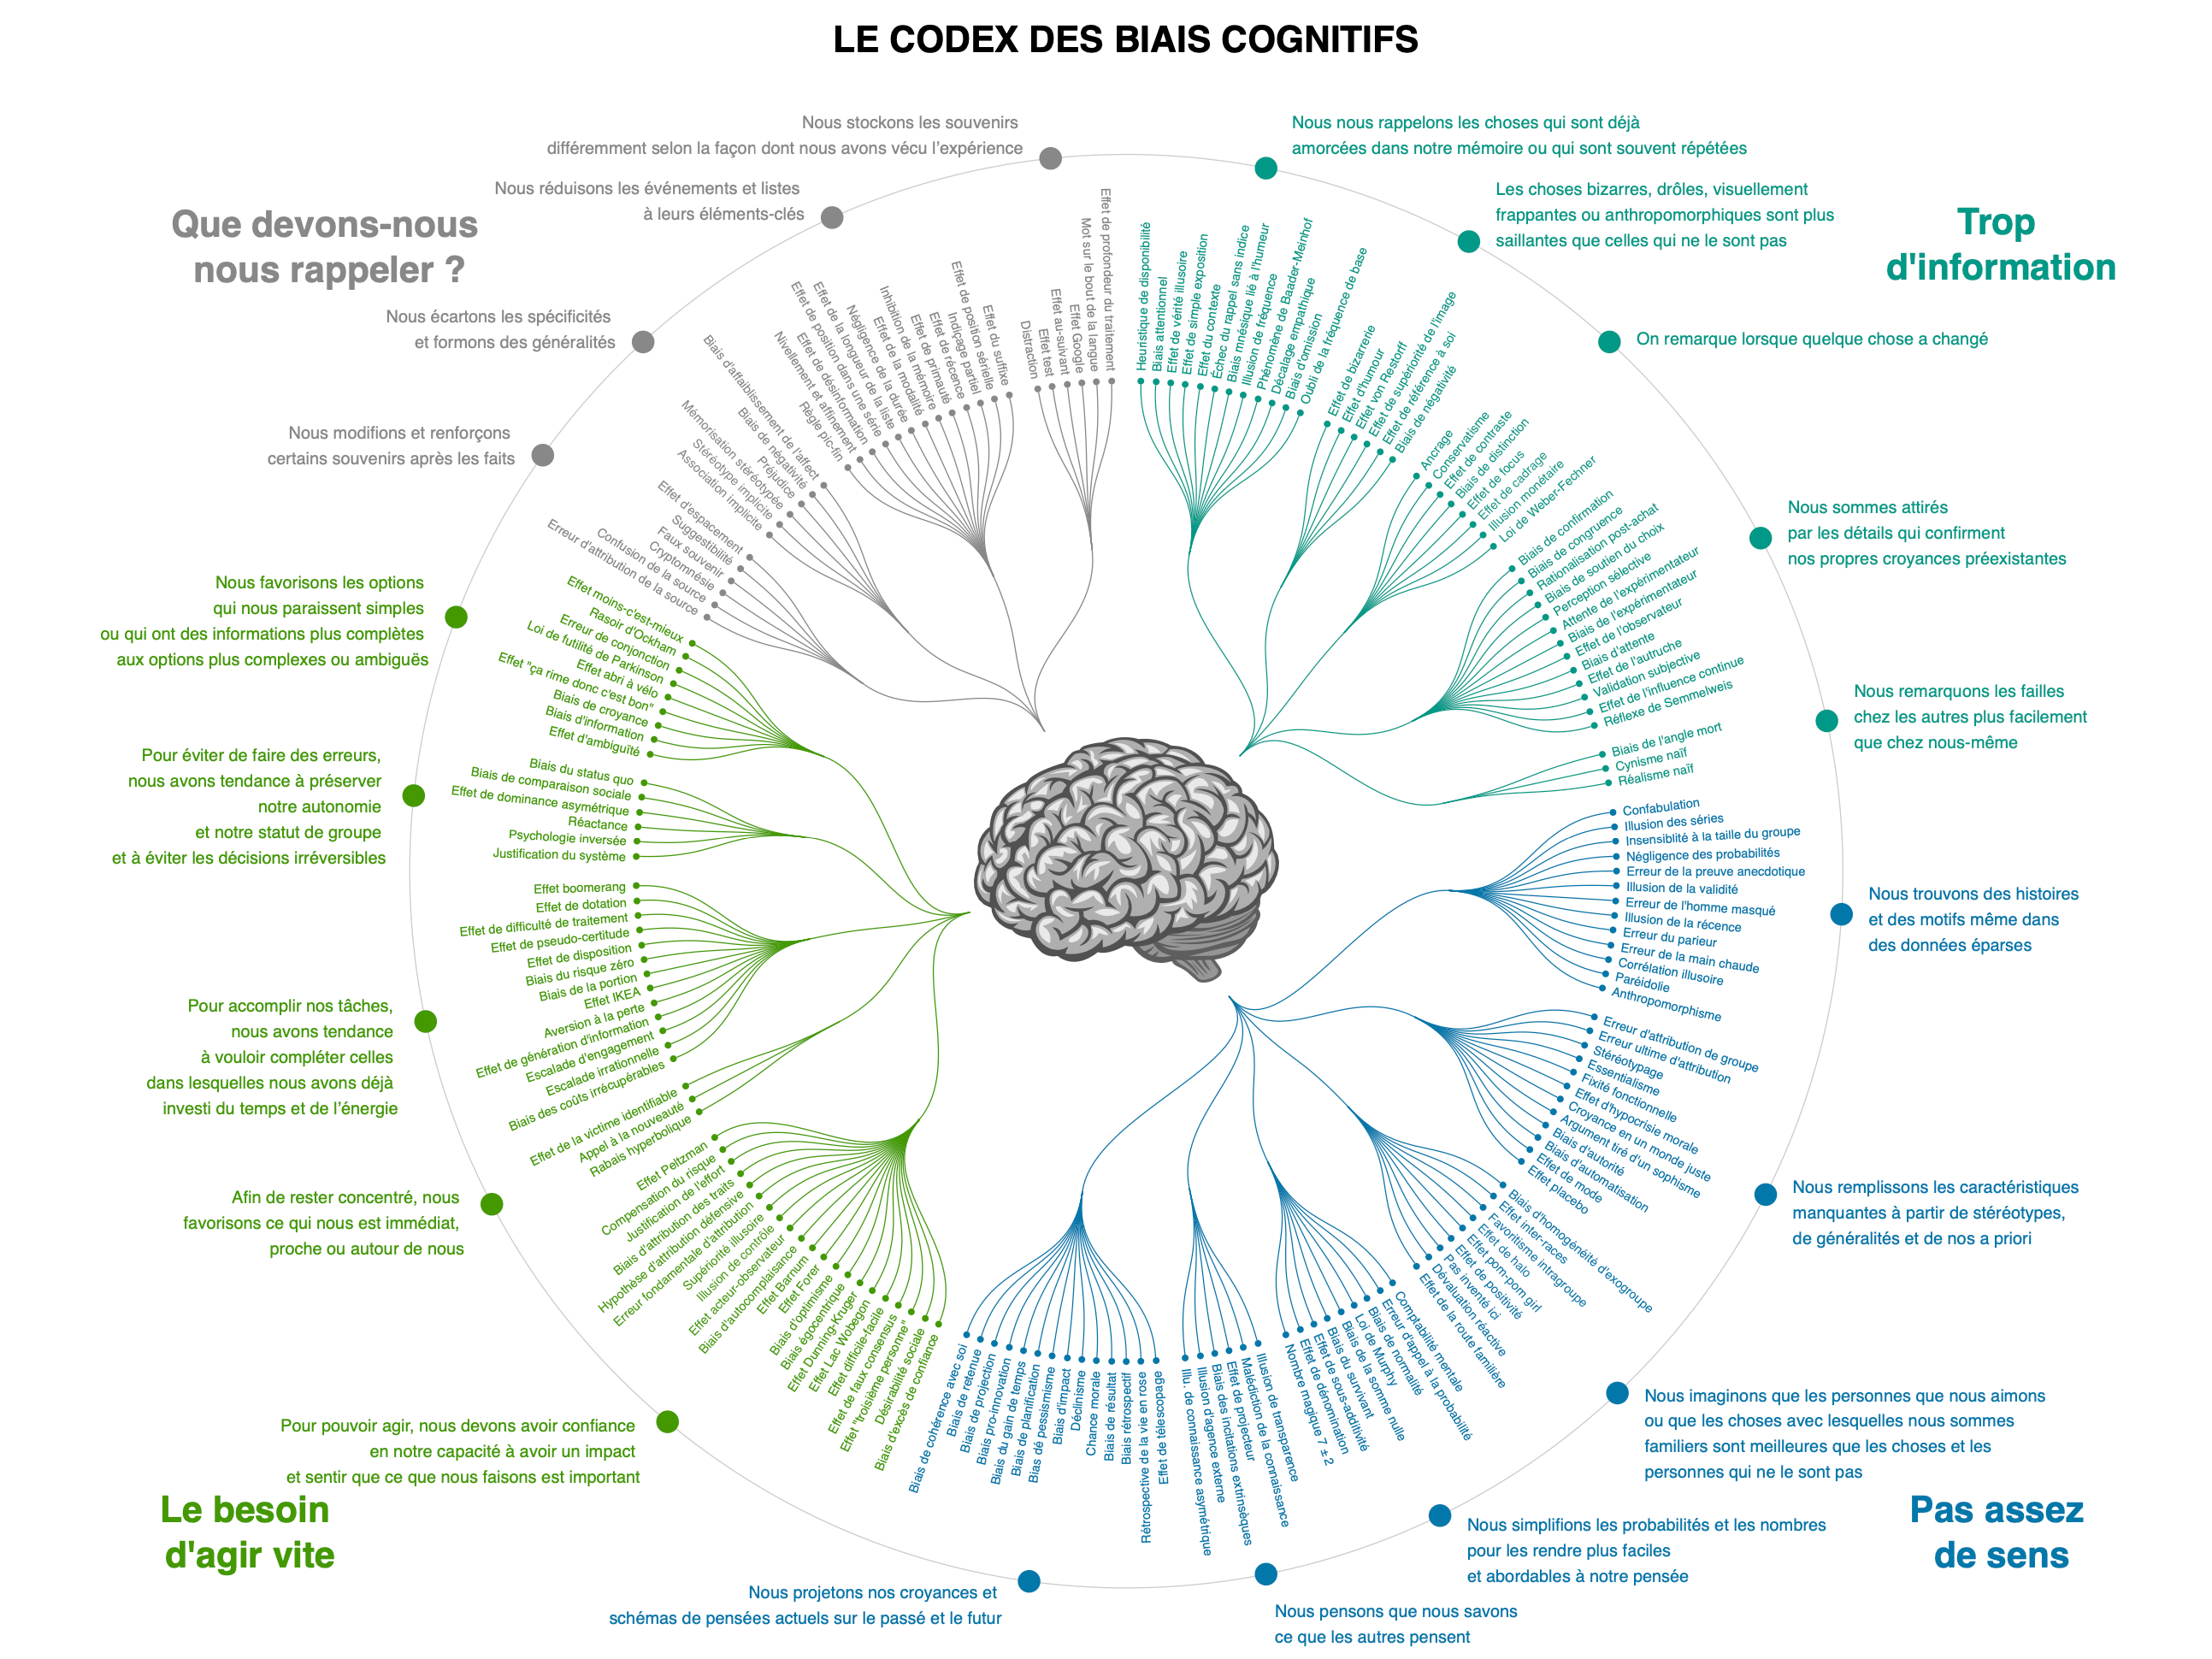 LE CODEX DES BIAIS COGNITIFS
Trop
d'information
Nous nous rappelons les choses qui sont déjà
amorcées dans notre mémoire ou qui sont souvent répétées
Heuristique de disponibilité
Biais attentionnel
Effet de vérité illusoire
Effet de simple exposition
Effet du contexte
Échec du rappel sans indice
Biais mnésique lié à l'humeur
Illusion de fréquence
Phénomène de Baader-Meinhof
Décalage empathique
Biais d'omission
Oubli de la fréquence de base
Les choses bizarres, drôles, visuellement
frappantes ou anthropomorphiques sont plus
saillantes que celles qui ne le sont pas
Effet de bizarrerie
Effet d'humour
Effet von Restorff
Effet de supériorité de l'image
Effet de référence à soi
Biais de négativité
On remarque lorsque quelque chose a changé
Ancrage
Conservatisme
Effet de contraste
Biais de distinction
Effet de focus
Effet de cadrage
Illusion monétaire
Loi de Weber-Fechner
Nous sommes attirés
par les détails qui confirment
nos propres croyances préexistantes
Biais de confirmation
Biais de congruence
Rationalisation post-achat
Biais de soutien du choix
Perception sélective
Attente de l'expérimentateur
Biais de l'expérimentateur
Effet de l'observateur
Biais d'attente
Effet de l'autruche
Validation subjective
Effet de l'influence continue
Réflexe de Semmelweis
Nous remarquons les failles
chez les autres plus facilement
que chez nous-même
Biais de l'angle mort
Cynisme naïf
Réalisme naïf
Pas assez
de sens
Nous trouvons des histoires
et des motifs même dans
des données éparses
Confabulation
Illusion des séries
Insensiblité à la taille du groupe
Négligence des probabilités
Erreur de la preuve anecdotique
Illusion de la validité
Erreur de l'homme masqué
Illusion de la récence
Erreur du parieur
Erreur de la main chaude
Corrélation illusoire
Paréidolie
Anthropomorphisme
Nous remplissons les caractéristiques
manquantes à partir de stéréotypes,
de généralités et de nos a priori
Erreur d'attribution de groupe
Erreur ultime d'attribution
Stéréotypage
Essentialisme
Fixité fonctionnelle
Effet d'hypocrisie morale
Croyance en un monde juste
Argument tiré d'un sophisme
Biais d'autorité
Biais d'automatisation
Effet de mode
Effet placebo
Nous imaginons que les personnes que nous aimons
ou que les choses avec lesquelles nous sommes
familiers sont meilleures que les choses et les
personnes qui ne le sont pas
Biais d'homogénéité d'exogroupe
Effet inter-races
Favoritisme intragroupe
Effet de halo
Effet pom-pom girl
Effet de positivité
Pas inventé ici
Dévaluation réactive
Effet de la route familière
Nous simplifions les probabilités et les nombres
pour les rendre plus faciles
et abordables à notre pensée
Comptabilité mentale
Erreur d'appel à la probabilité
Biais de normalité
Loi de Murphy
Biais de la somme nulle
Biais du survivant
Effet de sous-additivité
Effet de dénomination
Nombre magique 7 ± 2
Nous pensons que nous savons
ce que les autres pensent
Illusion de transparence
Malédiction de la connaissance
Effet de projecteur
Biais des incitations extrinsèques
Illusion d'agence externe
Illu. de connaissance asymétrique
Nous projetons nos croyances et
schémas de pensées actuels sur le passé et le futur
Effet de télescopage
Rétrospective de la vie en rose
Biais rétrospectif
Biais de résultat
Chance morale
Déclinisme
Biais d'impact
Bias de pessimisme
Biais de planification
Biais du gain de temps
Biais pro-innovation
Biais de projection
Biais de retenue
Biais de cohérence avec soi
Le besoin
d'agir vite
Pour pouvoir agir, nous devons avoir confiance
en notre capacité à avoir un impact
et sentir que ce que nous faisons est important
Biais d'excès de confiance
Désirabilité sociale
Effet "troisième personne"
Effet de faux consensus
Effet difficile-facile
Effet Lac Wobegon
Effet Dunning-Kruger
Biais égocentrique
Biais d'optimisme
Effet Forer
Effet Barnum
Biais d'autocomplaisance
Effet acteur-observateur
Illusion de contrôle
Supériorité illusoire
Erreur fondamentale d'attribution
Hypothèse d'attribution défensive
Biais d'attribution des traits
Justification de l'effort
Compensation du risque
Effet Peltzman
Afin de rester concentré, nous
favorisons ce qui nous est immédiat,
proche ou autour de nous
Rabais hyperbolique
Appel à la nouveauté
Effet de la victime identifiable
Pour accomplir nos tâches,
nous avons tendance
à vouloir compléter celles
dans lesquelles nous avons déjà
investi du temps et de l'énergie
Biais des coûts irrécupérables
Escalade irrationnelle
Escalade d'engagement
Effet de génération d'information
Aversion à la perte
Effet IKEA
Biais de la portion
Biais du risque zéro
Effet de disposition
Effet de pseudo-certitude
Effet de difficulté de traitement
Effet de dotation
Effet boomerang
Pour éviter de faire des erreurs,
nous avons tendance à préserver
notre autonomie
et notre statut de groupe
et à éviter les décisions irréversibles
Justification du système
Psychologie inversée
Réactance
Effet de dominance asymétrique
Biais de comparaison sociale
Biais du status quo
Nous favorisons les options
qui nous paraissent simples
ou qui ont des informations plus complètes
aux options plus complexes ou ambiguës
Effet d'ambiguïté
Biais d'information
Biais de croyance
Effet "ça rime donc c'est bon"
Effet abri à vélo
Loi de futilité de Parkinson
Erreur de conjonction
Rasoir d'Ockham
Effet moins-c'est-mieux
Que devons-nous
nous rappeler ?
Nous modifions et renforçons
certains souvenirs après les faits
Erreur d'attribution de la source
Confusion de la source
Cryptomnésie
Faux souvenir
Suggestibilité
Effet d'espacement
Nous écartons les spécificités
et formons des généralités
Association implicite
Stéréotype implicite
Mémorisation stéréotypée
Préjudice
Biais de négativité
Biais d'affaiblissement de l'affect
Nous réduisons les événements et listes
à leurs éléments-clés
Règle pic-fin
Nivellement et affinement
Effet de désinformation
Effet de position dans une série
Effet de la longueur de la liste
Négligence de la durée
Effet de la modalité
Inhibition de la mémoire
Effet de primauté
Effet de récence
Indiçage partiel
Effet de position sérielle
Effet du suffixe
Nous stockons les souvenirs
différemment selon la façon dont nous avons vécu l'expérience
Distraction
Effet test
Effet au-suivant
Effet Google
Mot sur le bout de la langue
Effet de profondeur du traitement